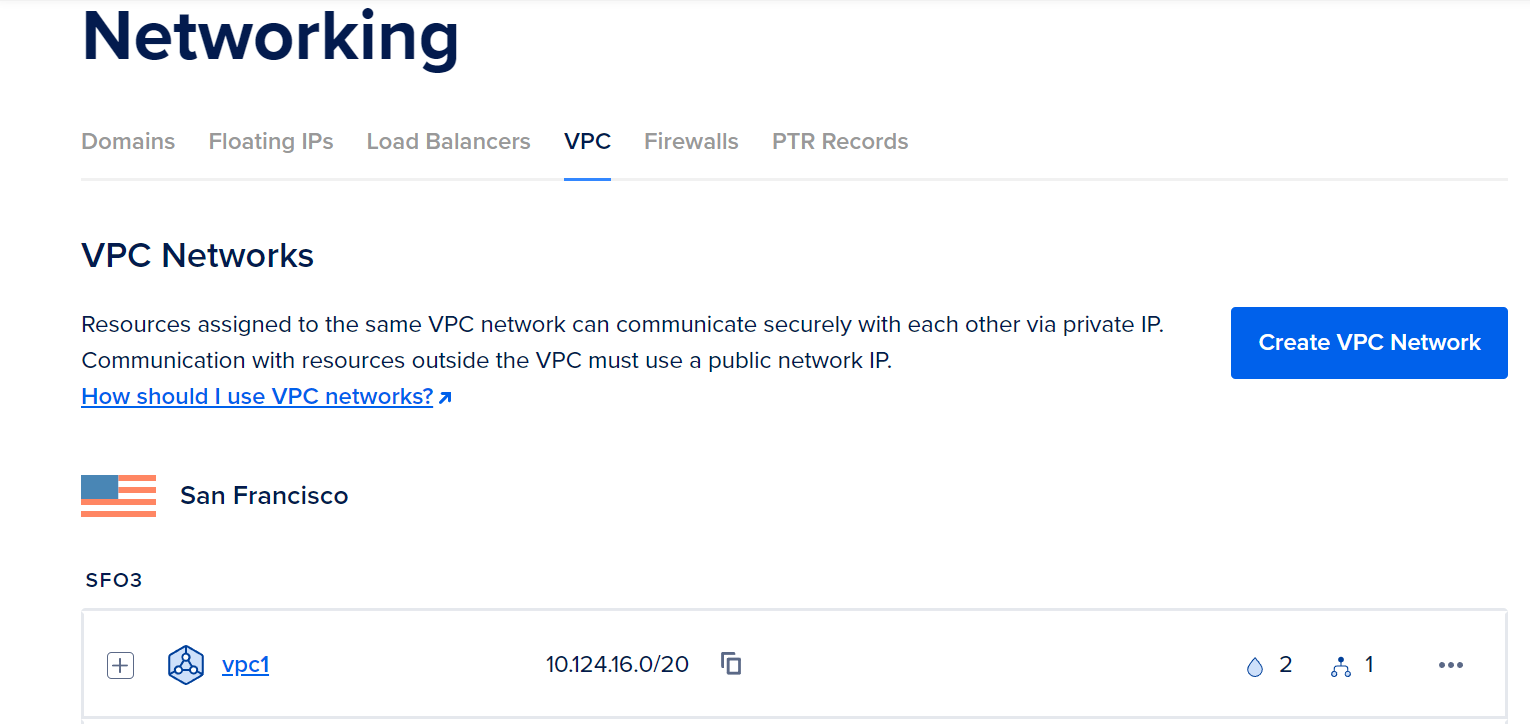 Networking
Domains Floating IPs Load Balancers VPC Firewalls PTR Records
VPC Networks
Resources assigned to the same VPC network can communicate securely with each other via private IP.
Communication with resources outside the VPC must use a public network IP.
How should I use VPC networks?
Create VPC Network
San Francisco
SFO3
vpc1 10.124.16.0/20 2 1